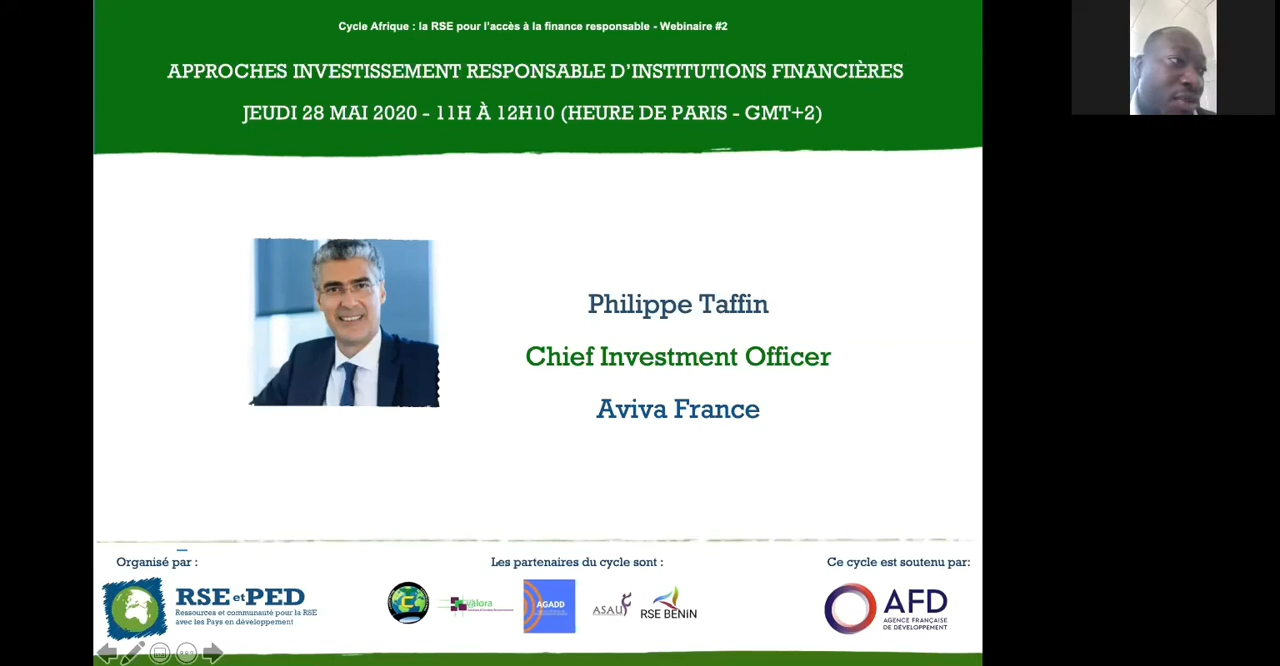 Cycle Afrique : la RSE pour l'accès à la finance responsable - Webinaire #2
APPROCHES INVESTISSEMENT RESPONSABLE D'INSTITUTIONS FINANCIÈRES
JEUDI 28 MAI 2020 - 11H À 12H10 (HEURE DE PARIS - GMT+2)
Philippe Taffin
Chief Investment Officer
Aviva France
Organisé par :
Les partenaires du cycle sont :
Ce cycle est soutenu par:
RSE et PED
Ressources et communauté pour la RSE
avec les Pays en développement
Valora
AGADD
ASAU
RSE BENIN
AFD
AGENCE FRANÇAISE
DE DÉVELOPPEMENT